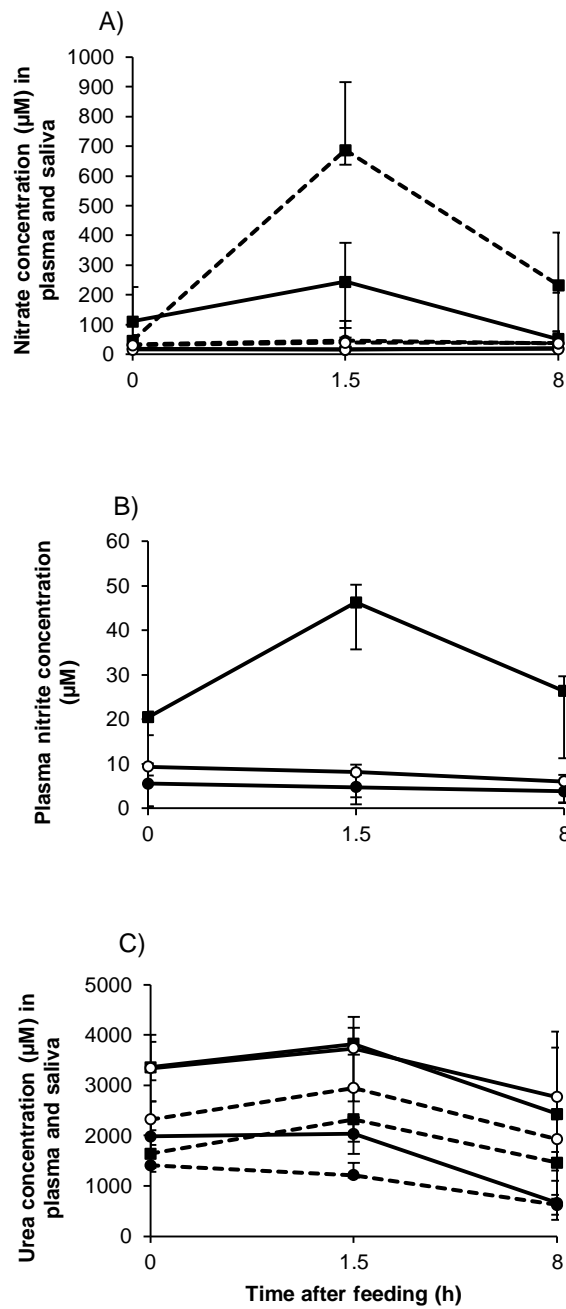 A)
Nitrate concentration (µM) in
plasma and saliva
1000
900
800
700
600
500
400
300
200
100
0
0 1.5 8
B)
Plasma nitrite concentration
(µM)
60
50
40
30
20
10
0
0 1.5 8
C)
Urea concentration (µM) in
plasma and saliva
5000
4000
3000
2000
1000
0
0 1.5 8
Time after feeding (h)